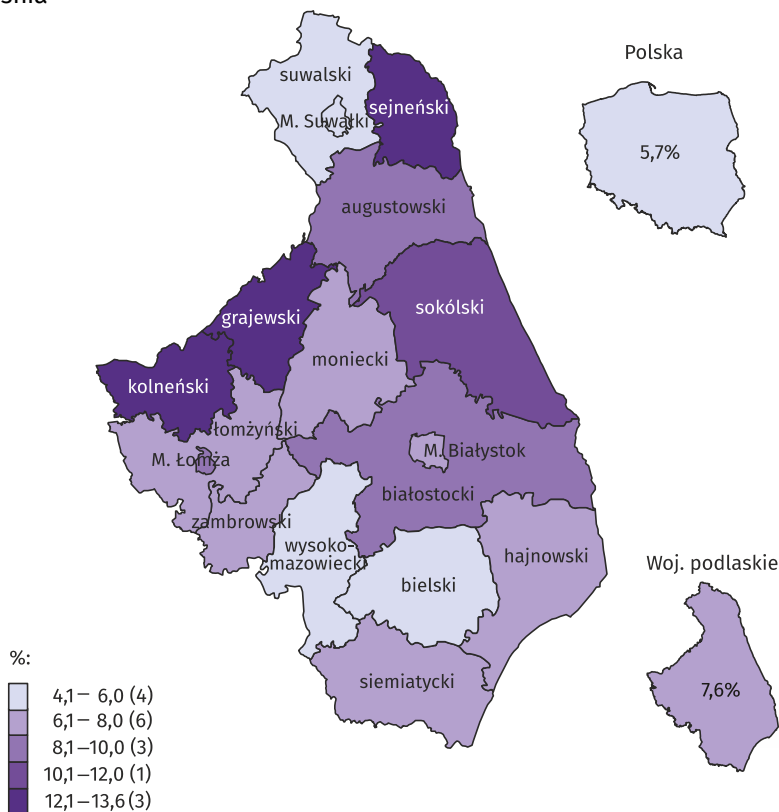 suwalski
M. Suwałki
sejneński
augustowski
grajewski
sokólski
moniecki
kolneński
łomżyński
M. Łomża
M. Białystok
białostocki
zambrowski
wysoko-
mazowiecki
hajnowski
bielski
siemiatycki
Polska
5,7%
Woj. podlaskie
7,6%
%:
4,1– 6,0 (4)
6,1– 8,0 (6)
8,1–10,0 (3)
10,1–12,0 (1)
12,1–13,6 (3)